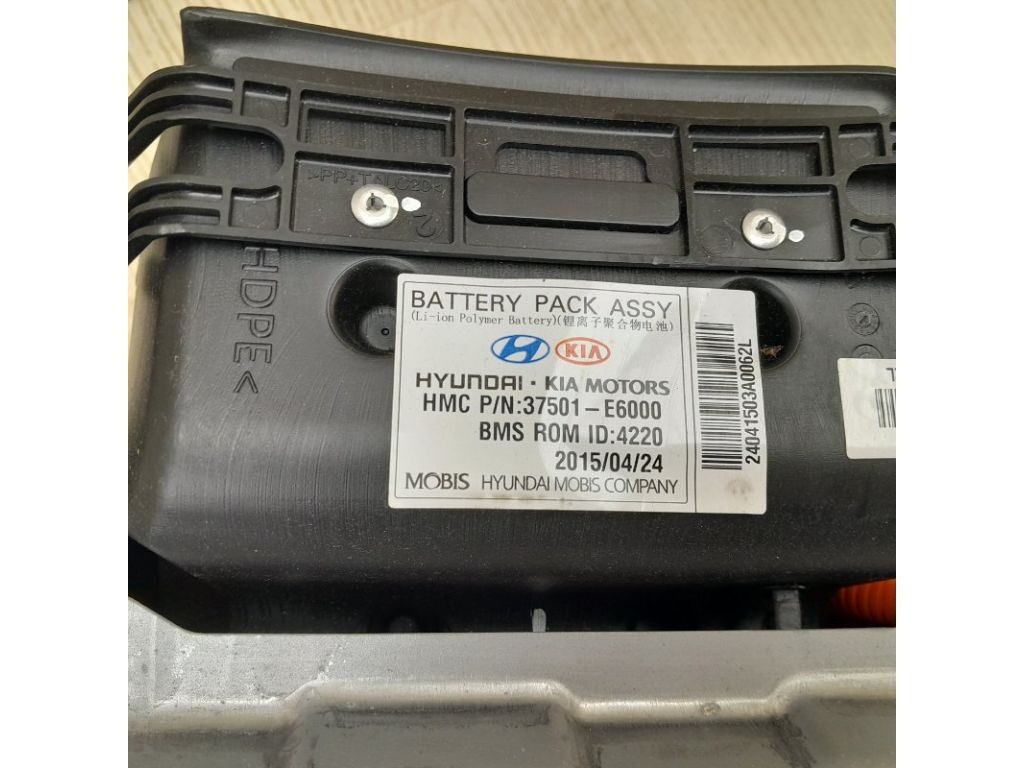 >PP+TALC20<
HDPE <
BATTERY PACK ASSY
(Li-ion Polymer Battery)(锂离子聚合物电池)
KIA
HYUNDAI · KIA MOTORS
HMC P/N:37501-E6000
BMS ROM ID:4220
2015/04/24
MOBIS HYUNDAI MOBIS COMPANY
24041503A0062L